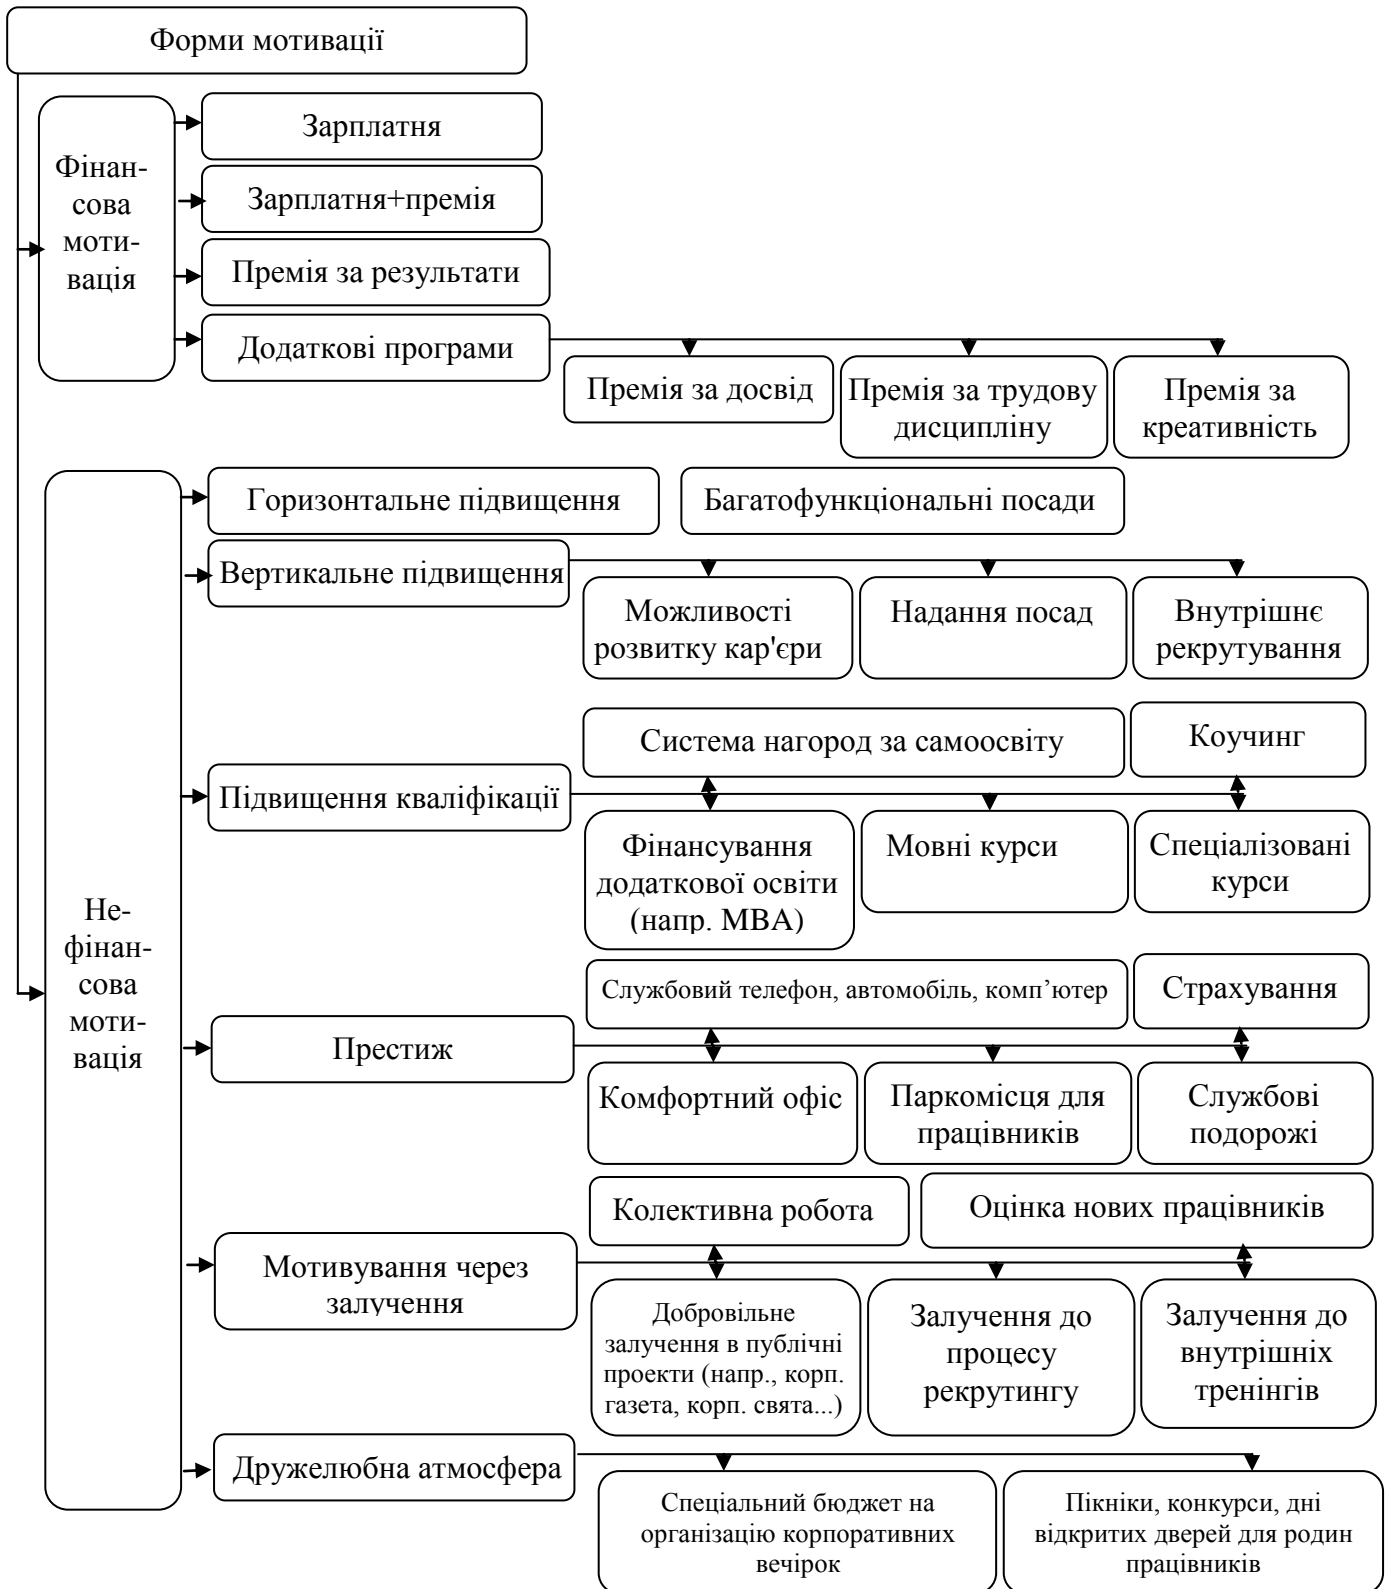 Форми мотивації
Фінан-
сова
моти-
вація
Зарплатня
Зарплатня+премія
Премія за результати
Додаткові програми
Премія за досвід
Премія за трудову
дисципліну
Премія за
креативність
Не-
фінан-
сова
моти-
вація
Горизонтальне підвищення
Багатофункціональні посади
Вертикальне підвищення
Можливості
розвитку кар'єри
Надання посад
Внутрішнє
рекрутування
Система нагород за самоосвіту
Коучинг
Підвищення кваліфікації
Фінансування
додаткової освіти
(напр. МВА)
Мовні курси
Спеціалізовані
курси
Службовий телефон, автомобіль, комп’ютер
Страхування
Престиж
Комфортний офіс
Паркомісця для
працівників
Службові
подорожі
Колективна робота
Оцінка нових працівників
Мотивування через
залучення
Добровільне
залучення в публічні
проекти (напр., корп.
газета, корп. свята...)
Залучення до
процесу
рекрутингу
Залучення до
внутрішніх
тренінгів
Дружелюбна атмосфера
Спеціальний бюджет на
організацію корпоративних
вечірок
Пікніки, конкурси, дні
відкритих дверей для родин
працівників